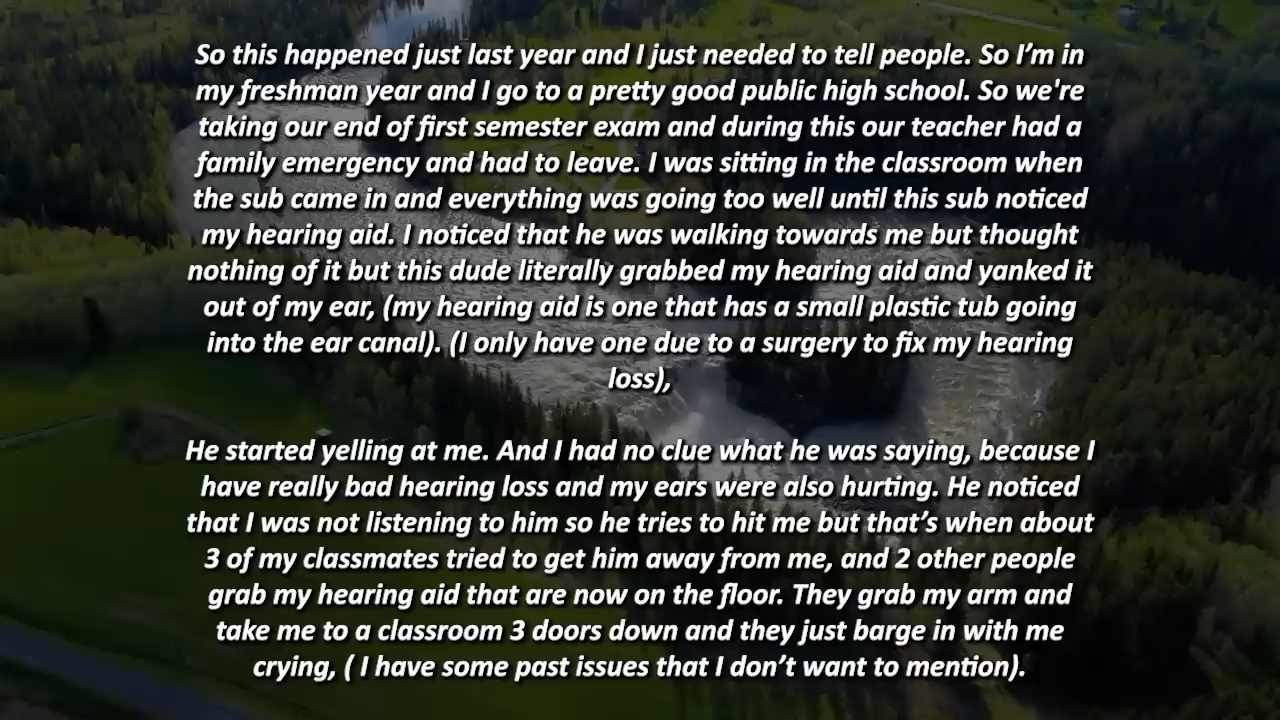 So this happened just last year and I just needed to tell people. So I’m in
my freshman year and I go to a pretty good public high school. So we're
taking our end of first semester exam and during this our teacher had a
family emergency and had to leave. I was sitting in the classroom when
the sub came in and everything was going too well until this sub noticed
my hearing aid. I noticed that he was walking towards me but thought
nothing of it but this dude literally grabbed my hearing aid and yanked it
out of my ear, (my hearing aid is one that has a small plastic tub going
into the ear canal). (I only have one due to a surgery to fix my hearing
loss),
He started yelling at me. And I had no clue what he was saying, because I
have really bad hearing loss and my ears were also hurting. He noticed
that I was not listening to him so he tries to hit me but that’s when about
3 of my classmates tried to get him away from me, and 2 other people
grab my hearing aid that are now on the floor. They grab my arm and
take me to a classroom 3 doors down and they just barge in with me
crying, ( I have some past issues that I don’t want to mention).